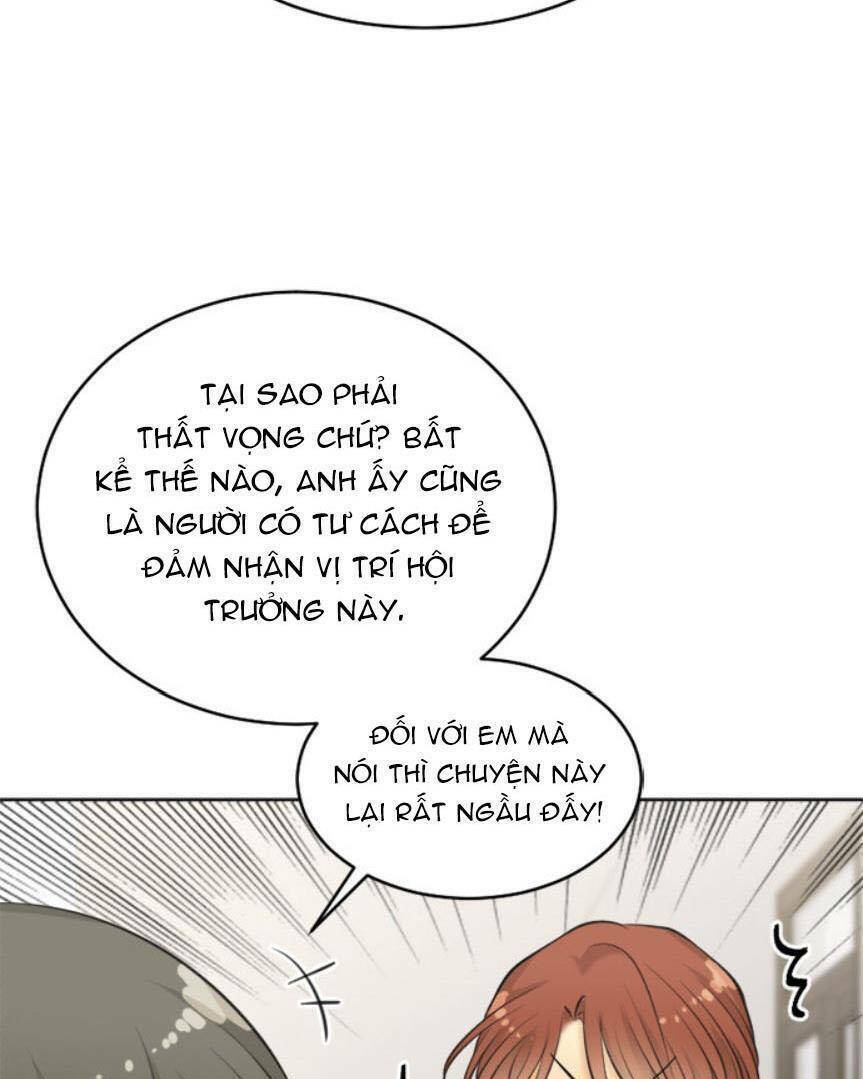 TẠI SAO PHẢI
THẤT VỌNG CHỨ? BẤT
KỂ THẾ NÀO, ANH ẤY CŨNG
LÀ NGƯỜI CÓ TƯ CÁCH ĐỂ
ĐẢM NHẬN VỊ TRÍ HỘI
TRƯỞNG NÀY.
ĐỐI VỚI EM MÀ
NÓI THÌ CHUYỆN NÀY
LẠI RẤT NGẦU ĐẤY!